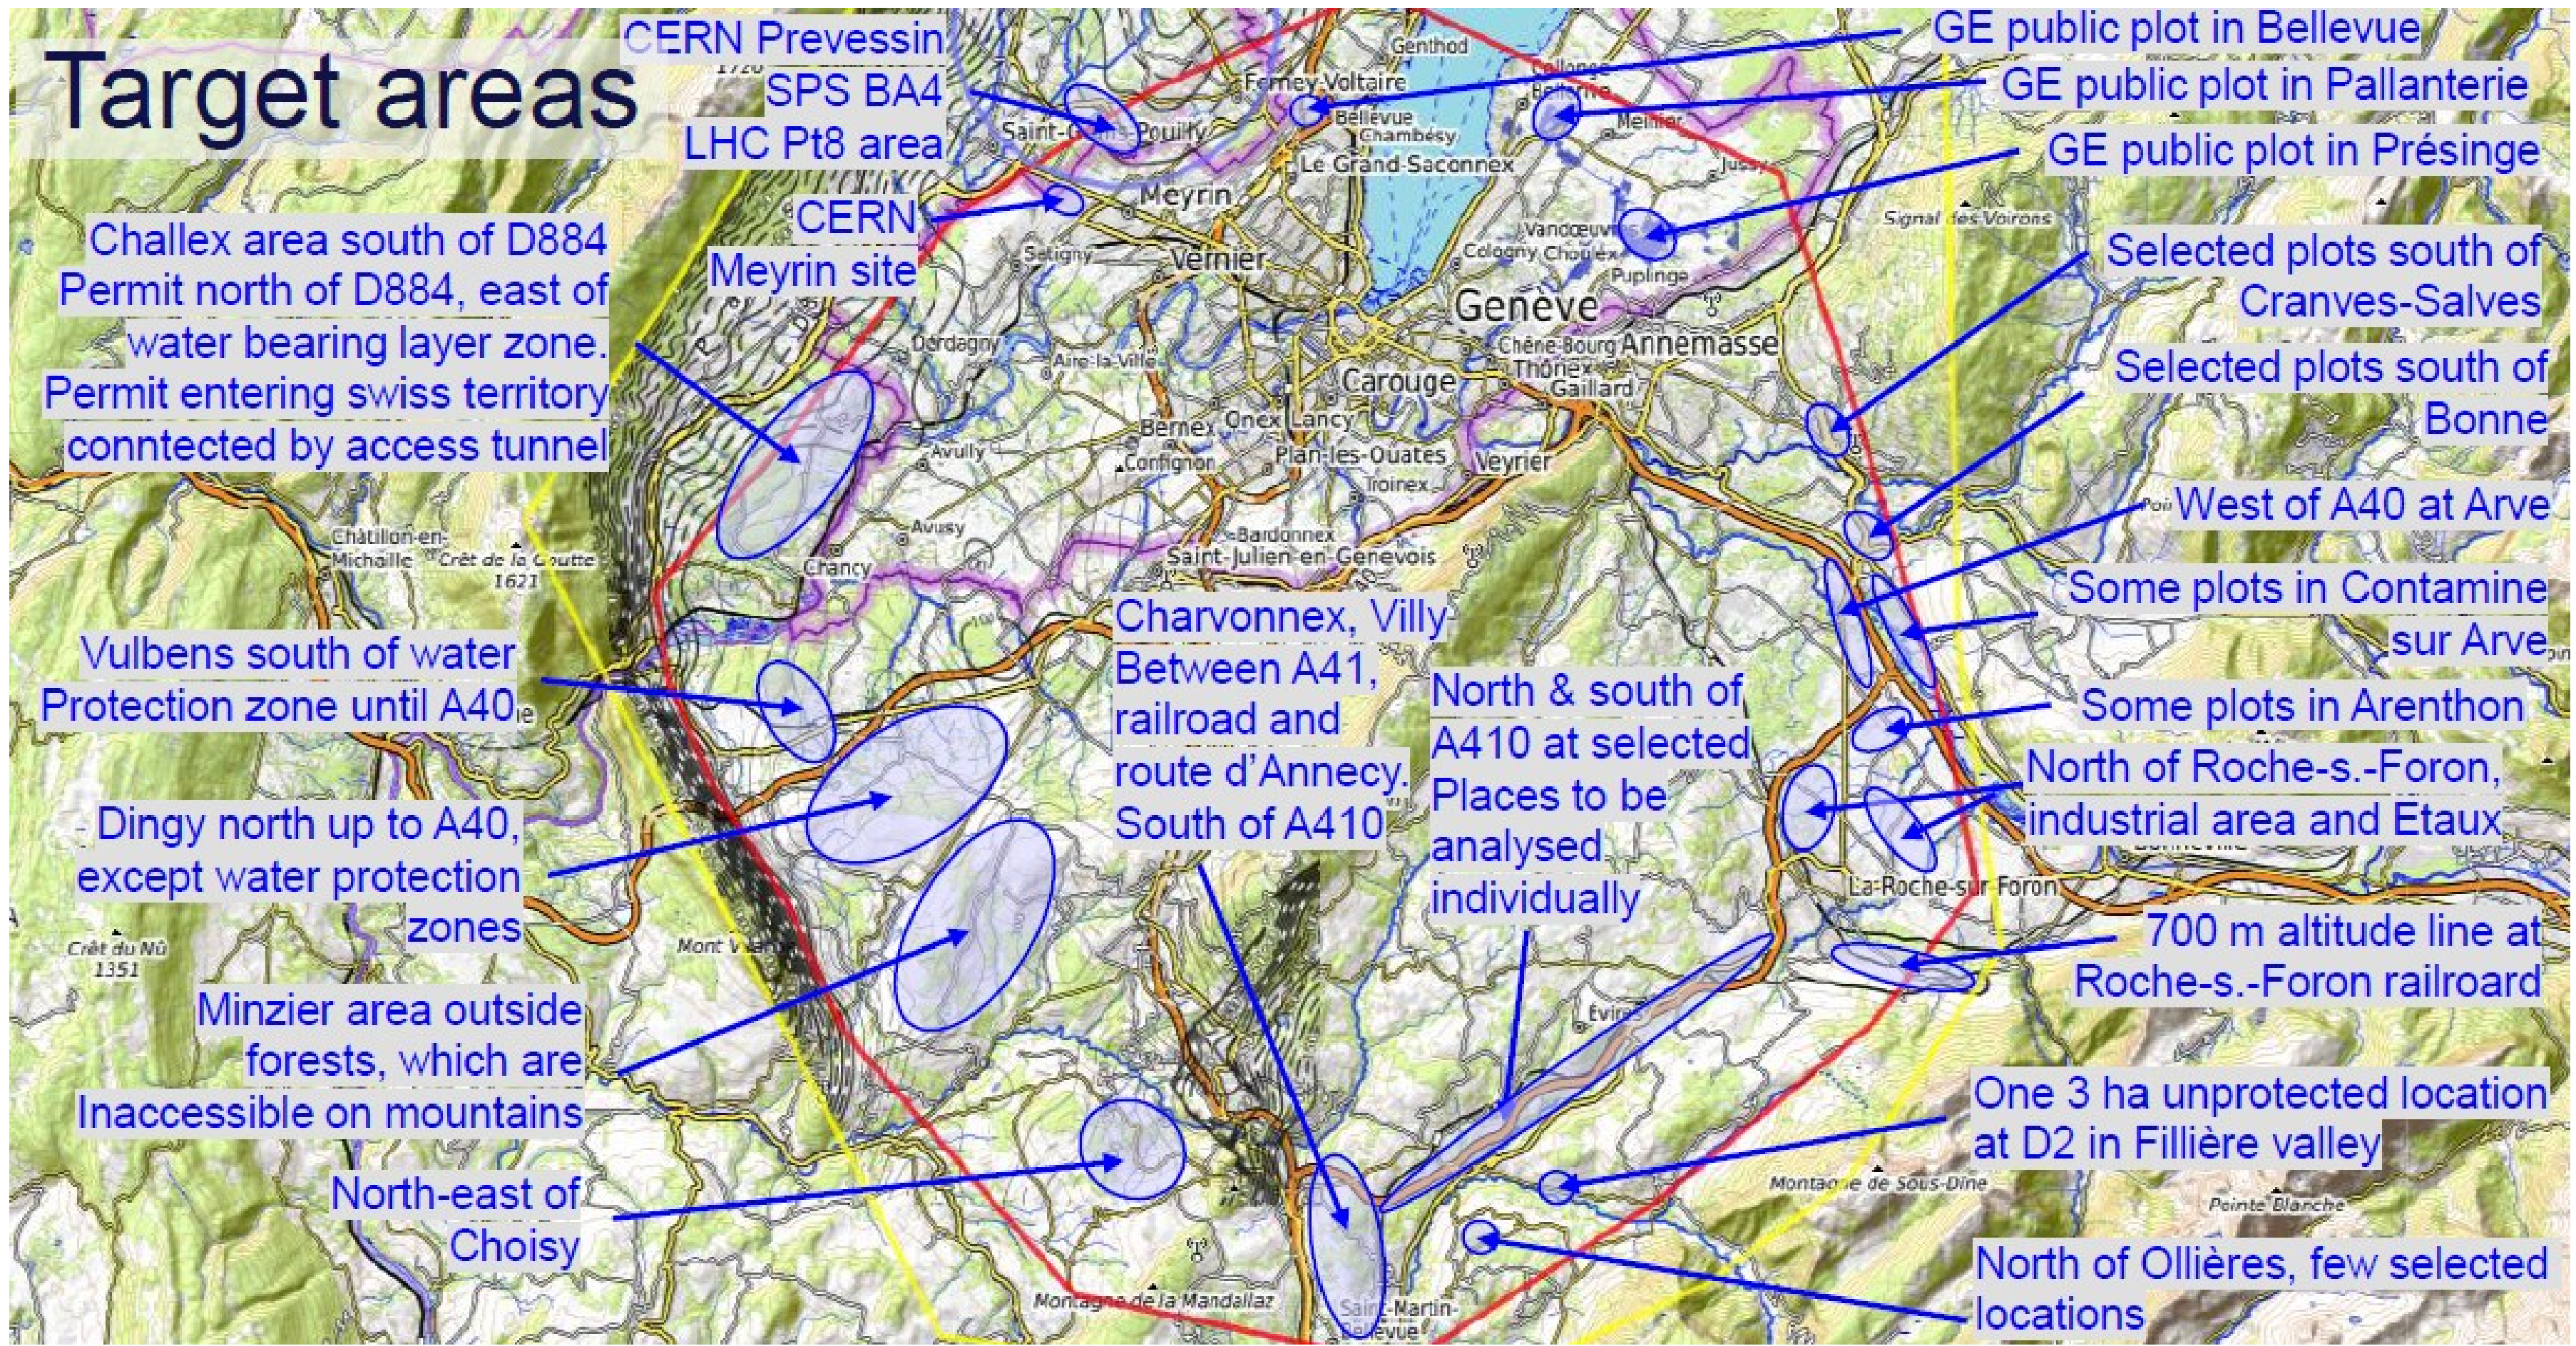 Target areas
CERN Prevessin
SPS BA4
LHC Pt8 area
CERN
Meyrin site
Challex area south of D884
Permit north of D884, east of
water bearing layer zone.
Permit entering swiss territory
conntected by access tunnel
Vulbens south of water
Protection zone until A40
Dingy north up to A40,
except water protection
zones
Minzier area outside
forests, which are
Inaccessible on mountains
North-east of
Choisy
Charvonnex, Villy
Between A41,
railroad and
route d'Annecy.
South of A410
North & south of
A410 at selected
Places to be
analysed
individually
GE public plot in Bellevue
GE public plot in Pallanterie
GE public plot in Présinge
Selected plots south of
Cranves-Salves
Selected plots south of
Bonne
West of A40 at Arve
Some plots in Contamine
sur Arve
Some plots in Arenthon
North of Roche-s.-Foron,
industrial area and Etaux
700 m altitude line at
Roche-s.-Foron railroard
One 3 ha unprotected location
at D2 in Fillière valley
North of Ollières, few selected
locations
Genthod
Ferney-Voltaire
Bellevue
Chambésy
Le Grand-Saconnex
Meinier
Jussy
Meyrin
Satigny
Vernier
Cologny
Choulex
Puplinge
Signal des Voirons
Genève
Dardagny
Aire-la-Ville
Chêne-Bourg
Annemasse
Thônex
Gaillard
Carouge
Onex
Lancy
Bernex
Confignon
Plan-les-Ouates
Veyrier
Troinex
Avully
Avusy
Chancy
Bardonnex
Saint-Julien-en-Genevois
Châtillon-en-
Michaille
Crêt de la Goutte
1621
Crêt du Nû
1351
La-Roche-sur Foron
Montagne de Sous-Dîne
Pointe Blanche
Montagne de la Mandallaz
Saint-Martin-
Bellevue